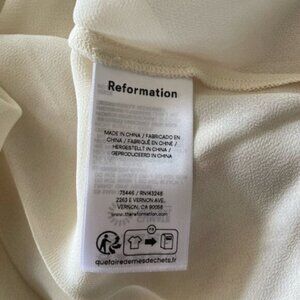 Reformation
MADE IN CHINA / FABRICADO EN
CHINA / FABRIQUÉ EN CHINE /
HERGESTELLT IN CHINA /
GEPRODUCEERD IN CHINA
75446 / RN143248
2263 E VERNON AVE,
VERNON, CA 90058
www.thereformation.com
FR
quefairedemesdechets.fr